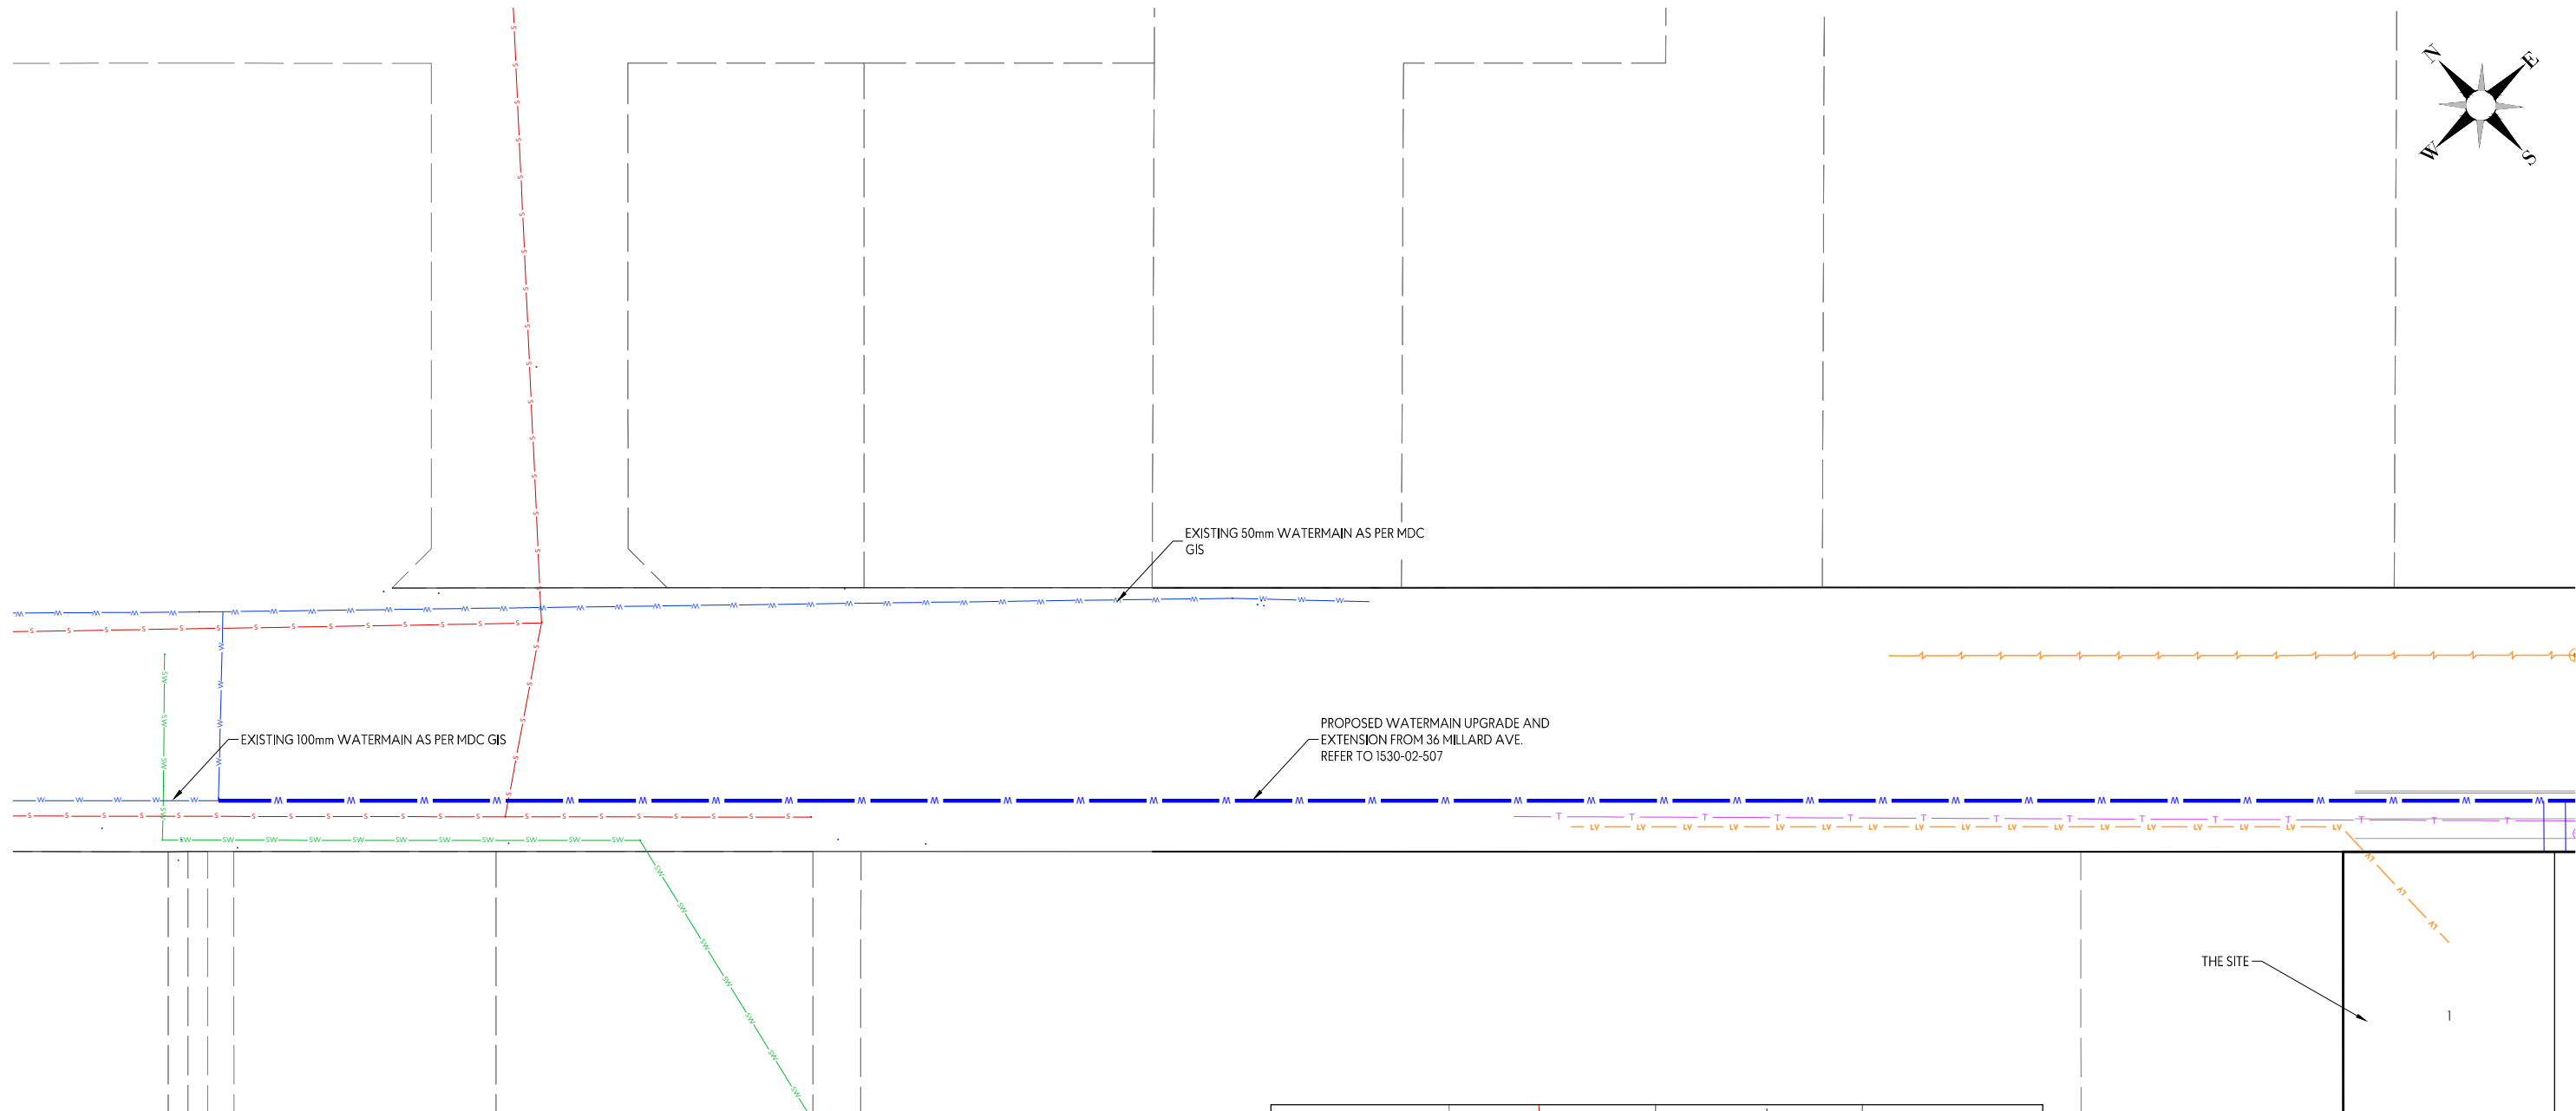 N
E
W
S
EXISTING 50mm WATERMAIN AS PER MDC
GIS
EXISTING 100mm WATERMAIN AS PER MDC GIS
PROPOSED WATERMAIN UPGRADE AND
EXTENSION FROM 36 MILLARD AVE.
REFER TO 1530-02-507
THE SITE
1